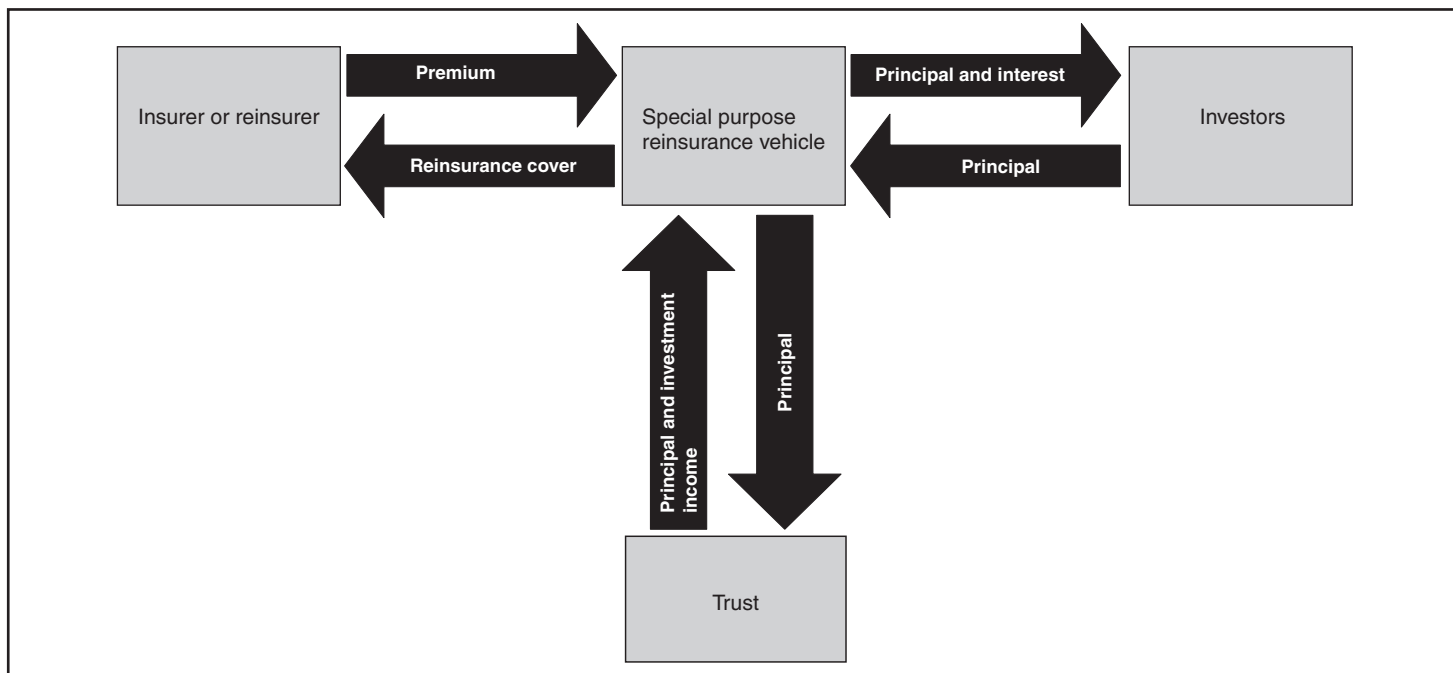 Premium
Principal and interest
Insurer or reinsurer
Special purpose
reinsurance vehicle
Investors
Reinsurance cover
Principal
Principal and investment
income
Principal
Trust